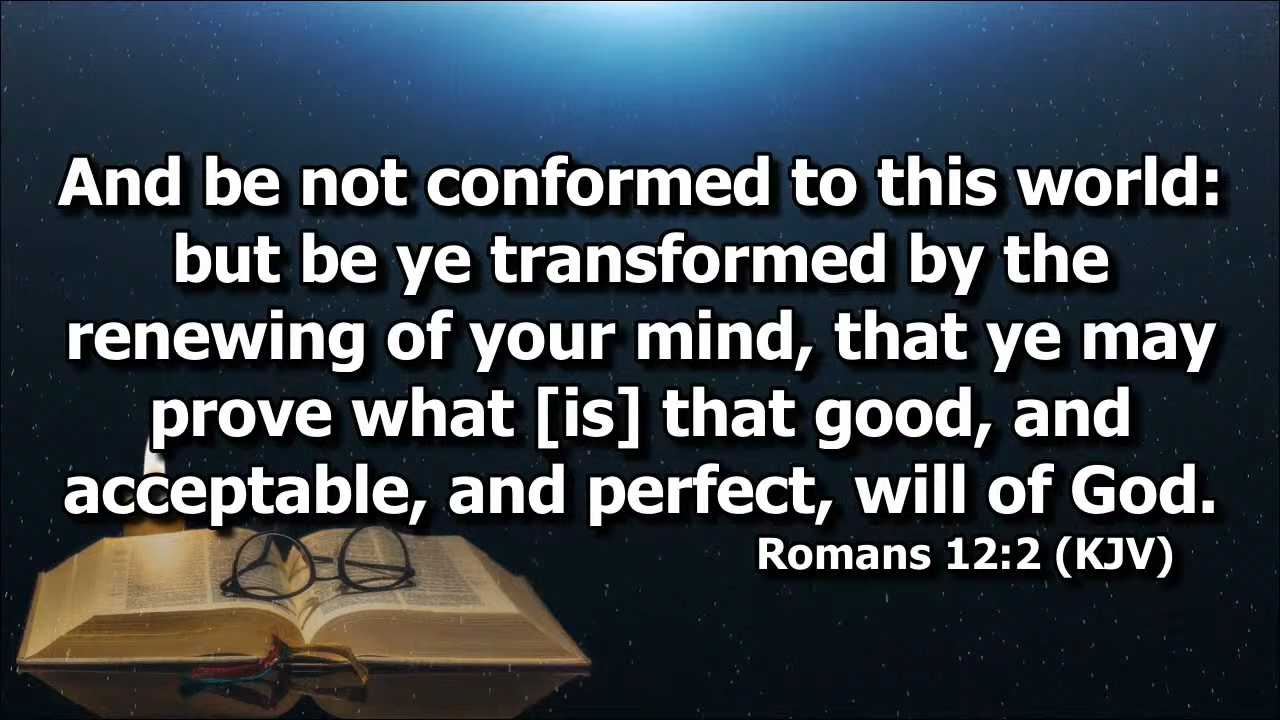 And be not conformed to this world:
but be ye transformed by the
renewing of your mind, that ye may
prove what [is] that good, and
acceptable, and perfect, will of God.
Romans 12:2 (KJV)